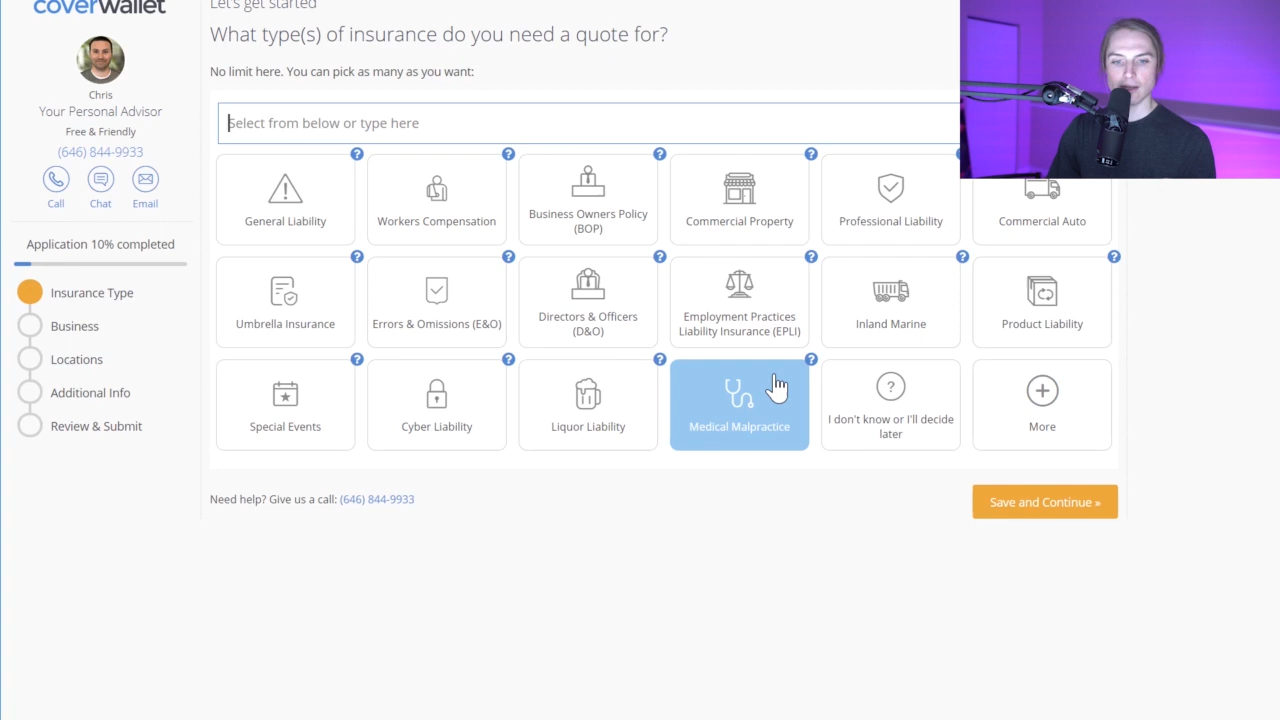 coverwallet
Chris
Your Personal Advisor
Free & Friendly
(646) 844-9933
Call
Chat
Email
Application 10% completed
Insurance Type
Business
Locations
Additional Info
Review & Submit
Let's get started
What type(s) of insurance do you need a quote for?
No limit here. You can pick as many as you want:
Select from below or type here
General Liability
Workers Compensation
Business Owners Policy
(BOP)
Commercial Property
Professional Liability
Commercial Auto
Umbrella Insurance
Errors & Omissions (E&O)
Directors & Officers
(D&O)
Employment Practices
Liability Insurance (EPLI)
Inland Marine
Product Liability
Special Events
Cyber Liability
Liquor Liability
Medical Malpractice
I don't know or I'll decide
later
More
Need help? Give us a call: (646) 844-9933
Save and Continue »